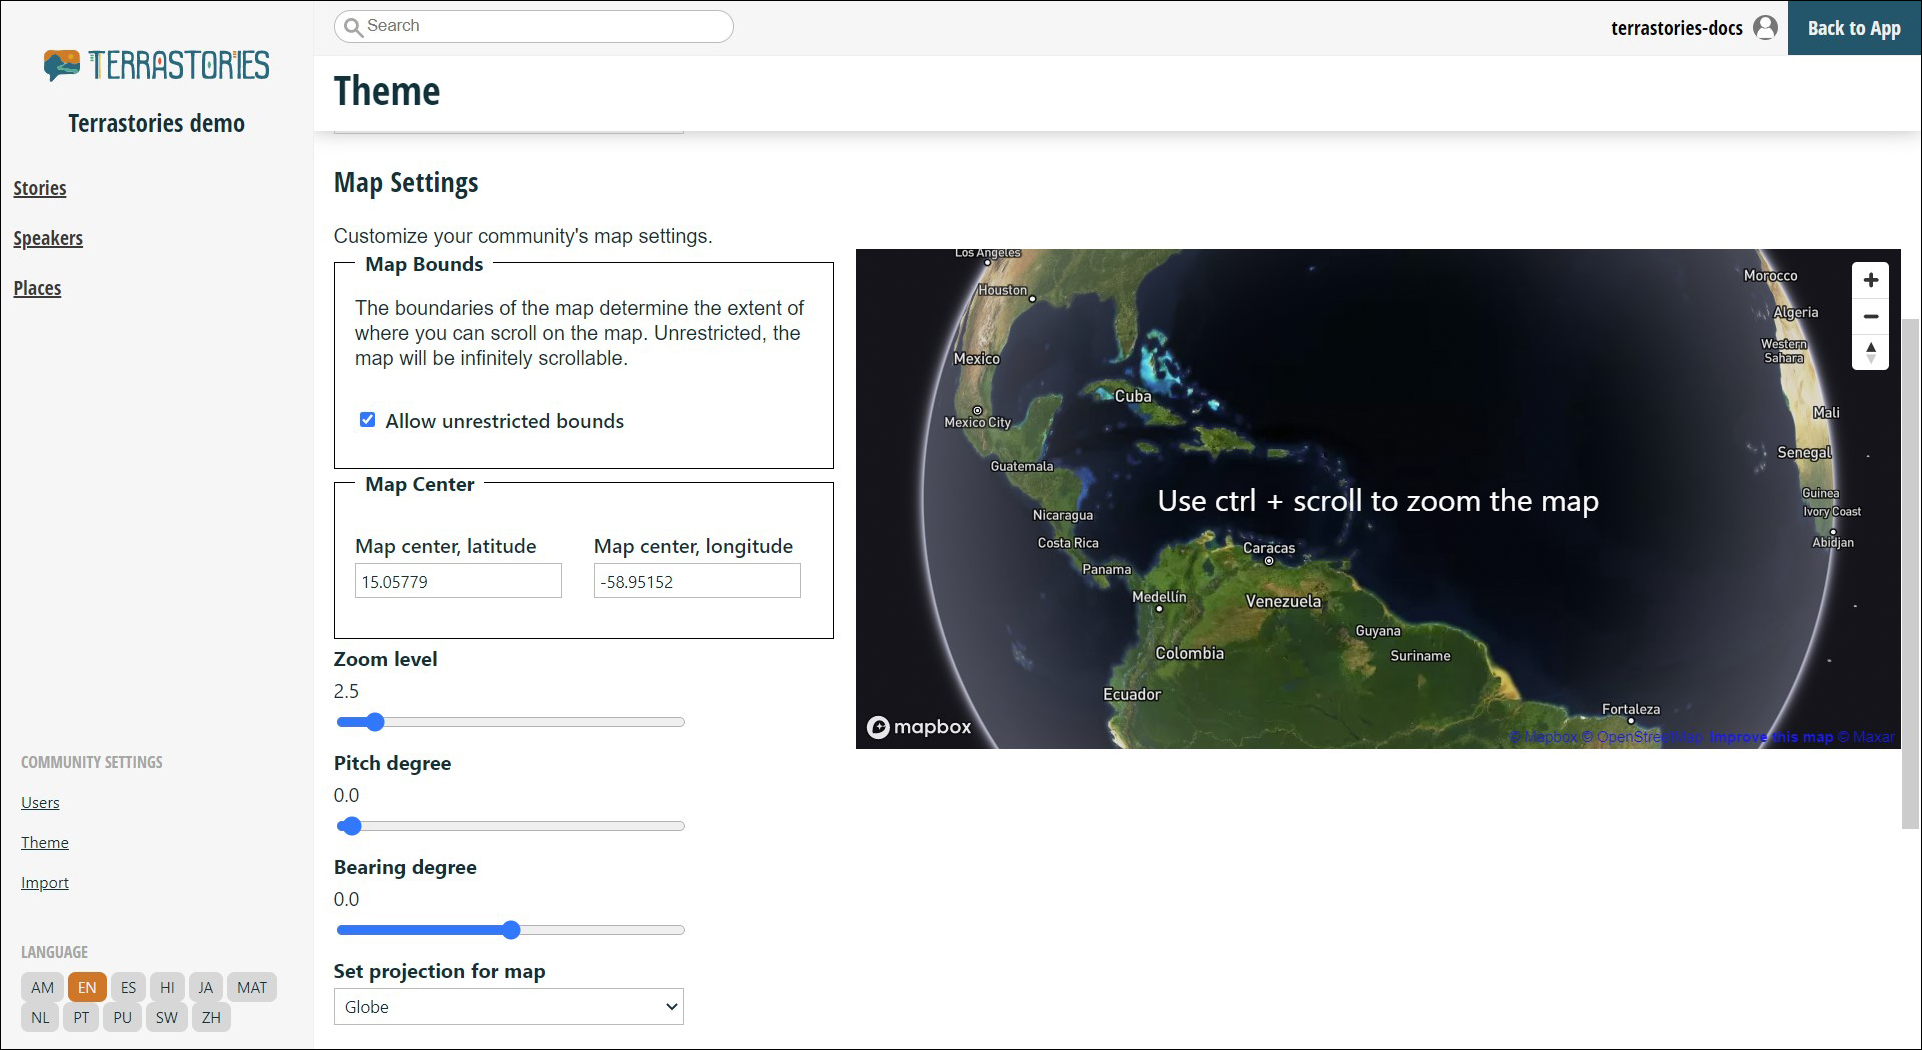 TERRASTORIES
Terrastories demo
Stories
Speakers
Places
COMMUNITY SETTINGS
Users
Theme
Import
LANGUAGE
AM EN ES HI JA MAT
NL PT PU SW ZH
Search
terrastories-docs
Back to App
Theme
Map Settings
Customize your community's map settings.
Map Bounds
The boundaries of the map determine the extent of
where you can scroll on the map. Unrestricted, the
map will be infinitely scrollable.
Allow unrestricted bounds
Map Center
Map center, latitude
Map center, longitude
15.05779
-58.95152
Zoom level
2.5
Pitch degree
0.0
Bearing degree
0.0
Set projection for map
Globe
Los Angeles
Houston
Mexico
Mexico City
Cuba
Guatemala
Nicaragua
Costa Rica
Panama
Caracas
Medellín
Venezuela
Guyana
Suriname
Colombia
Ecuador
Fortaleza
Morocco
Algeria
Western
Sahara
Mali
Senegal
Guinea
Ivory Coast
Abidjan
Use ctrl + scroll to zoom the map
mapbox
© Mapbox © OpenStreetMap Improve this map © Maxar